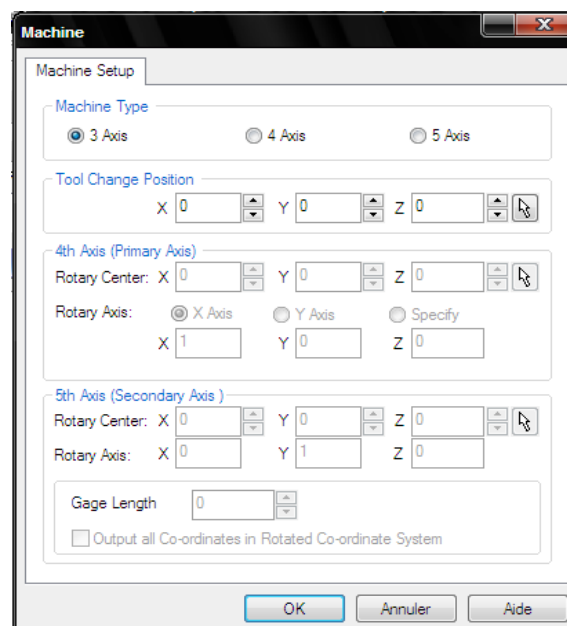 Machine
Machine Setup
Machine Type
3 Axis 4 Axis 5 Axis
Tool Change Position
X 0 Y 0 Z 0
4th Axis (Primary Axis)
Rotary Center: X 0 Y 0 Z 0
Rotary Axis: X Axis Y Axis Specify
X 1 Y 0 Z 0
5th Axis (Secondary Axis )
Rotary Center: X 0 Y 0 Z 0
Rotary Axis: X 0 Y 1 Z 0
Gage Length 0
Output all Co-ordinates in Rotated Co-ordinate System
OK Annuler Aide